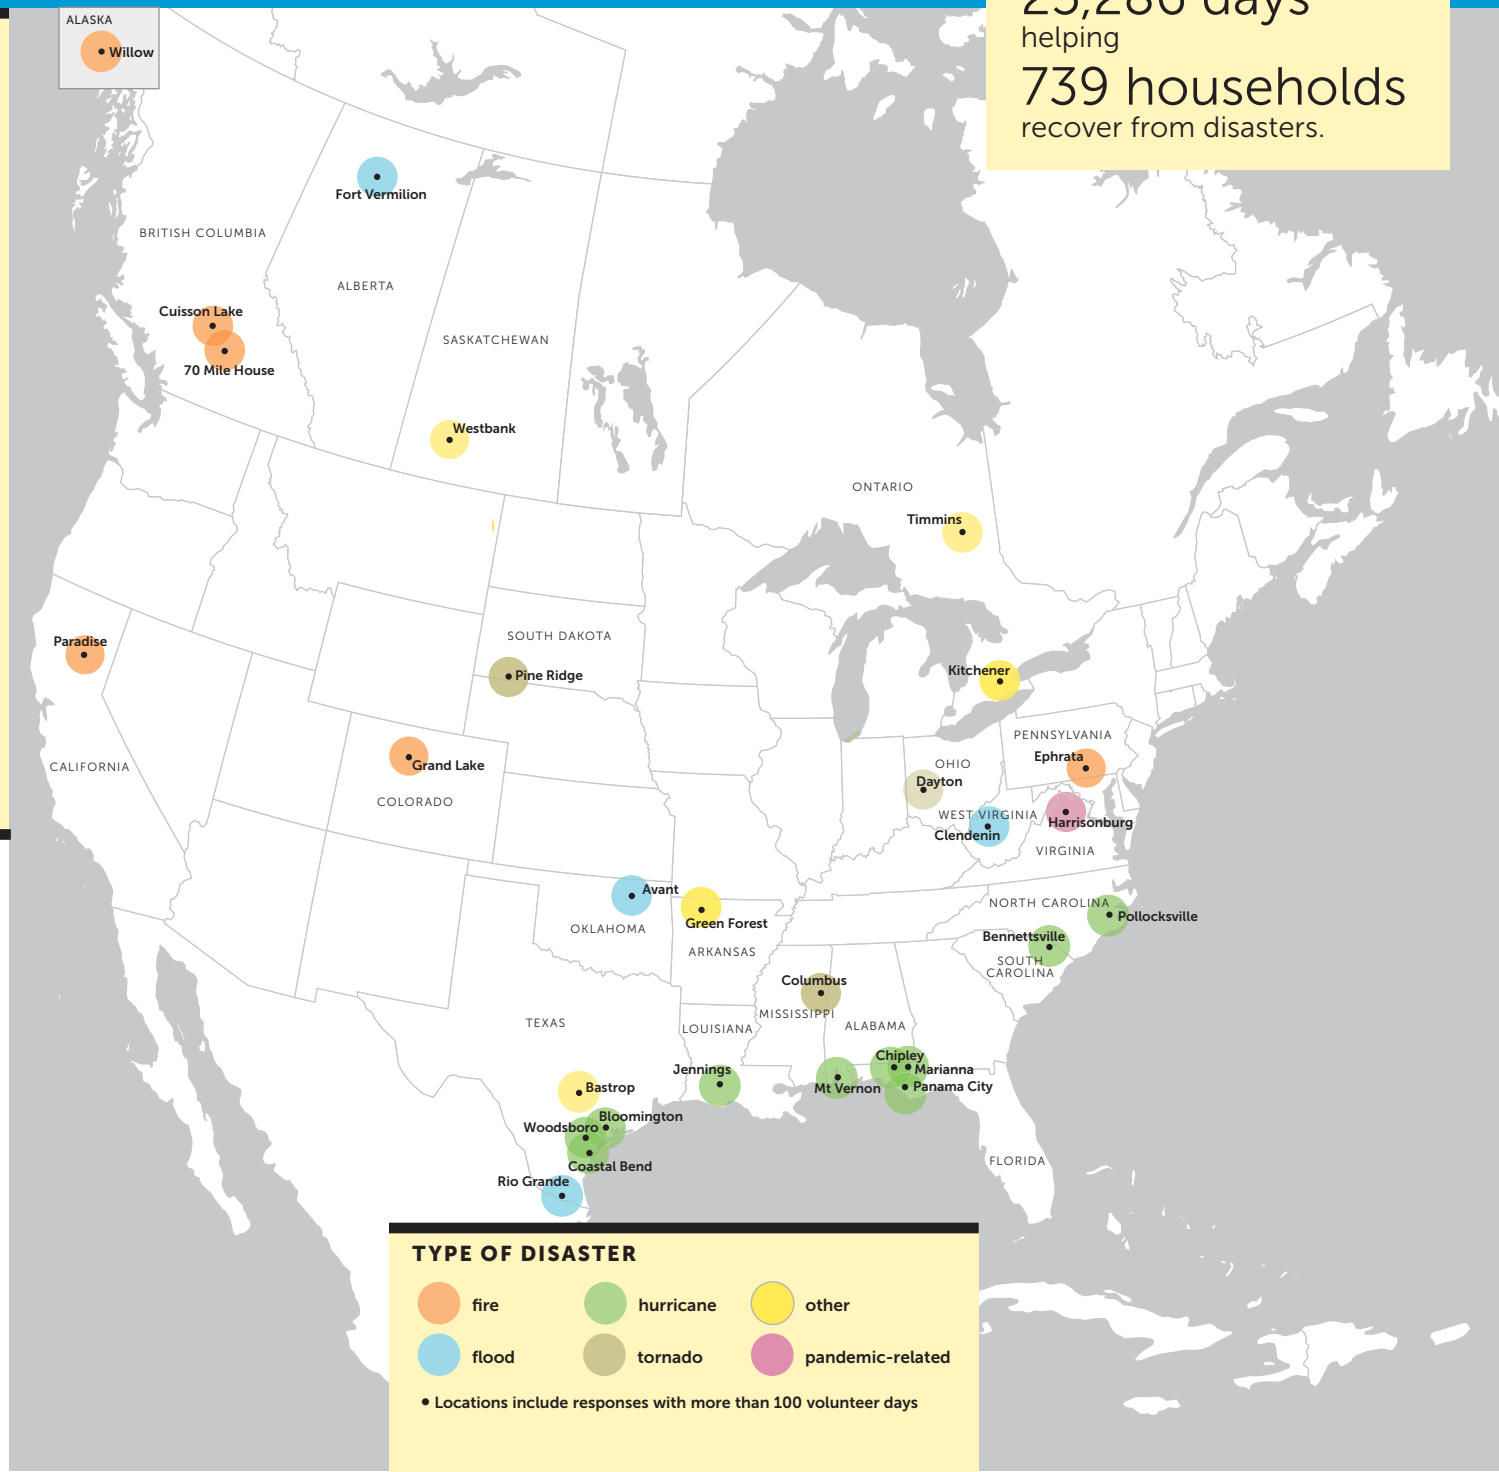 ALASKA
Willow
25,286 days
helping
739 households
recover from disasters.
Fort Vermilion
BRITISH COLUMBIA
ALBERTA
Cuisson Lake
SASKATCHEWAN
70 Mile House
Westbank
ONTARIO
Timmins
SOUTH DAKOTA
Paradise
Pine Ridge
Kitchener
PENNSYLVANIA
Ephrata
CALIFORNIA
Grand Lake
OHIO
Dayton
COLORADO
WEST VIRGINIA
Harrisonburg
Clendenin
VIRGINIA
Avant
NORTH CAROLINA
Pollocksville
Green Forest
OKLAHOMA
Bennettsville
ARKANSAS
SOUTH
CAROLINA
Columbus
MISSISSIPPI
TEXAS
LOUISIANA
ALABAMA
Chipley
Jennings
Marianna
Bastrop
Mt Vernon
Panama City
Bloomington
Woodsboro
Coastal Bend
FLORIDA
Rio Grande
TYPE OF DISASTER
fire
hurricane
other
flood
tornado
pandemic-related
• Locations include responses with more than 100 volunteer days